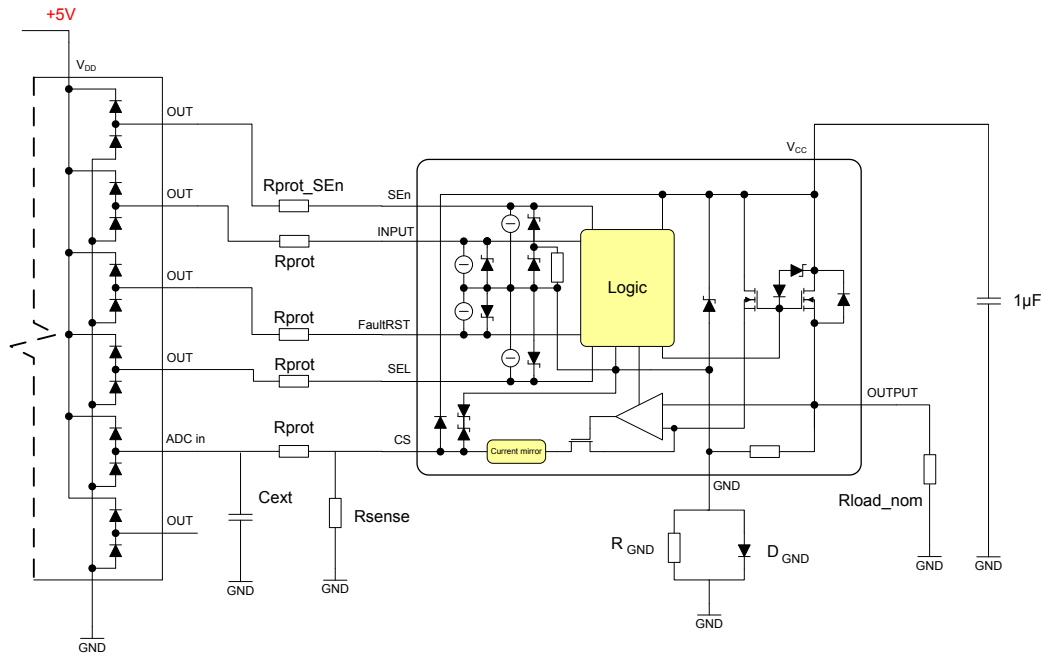 +5V
VDD
OUT
VCC
Rprot_SEn
SEn
OUT
INPUT
Rprot
OUT
Logic
1µF
Rprot
FaultRST
OUT
Rprot
SEL
OUTPUT
ADC in
Rprot
CS
Current mirror
GND
Cext
Rsense
Rload_nom
OUT
R GND
D GND
GND
GND
GND
GND
GND
GND